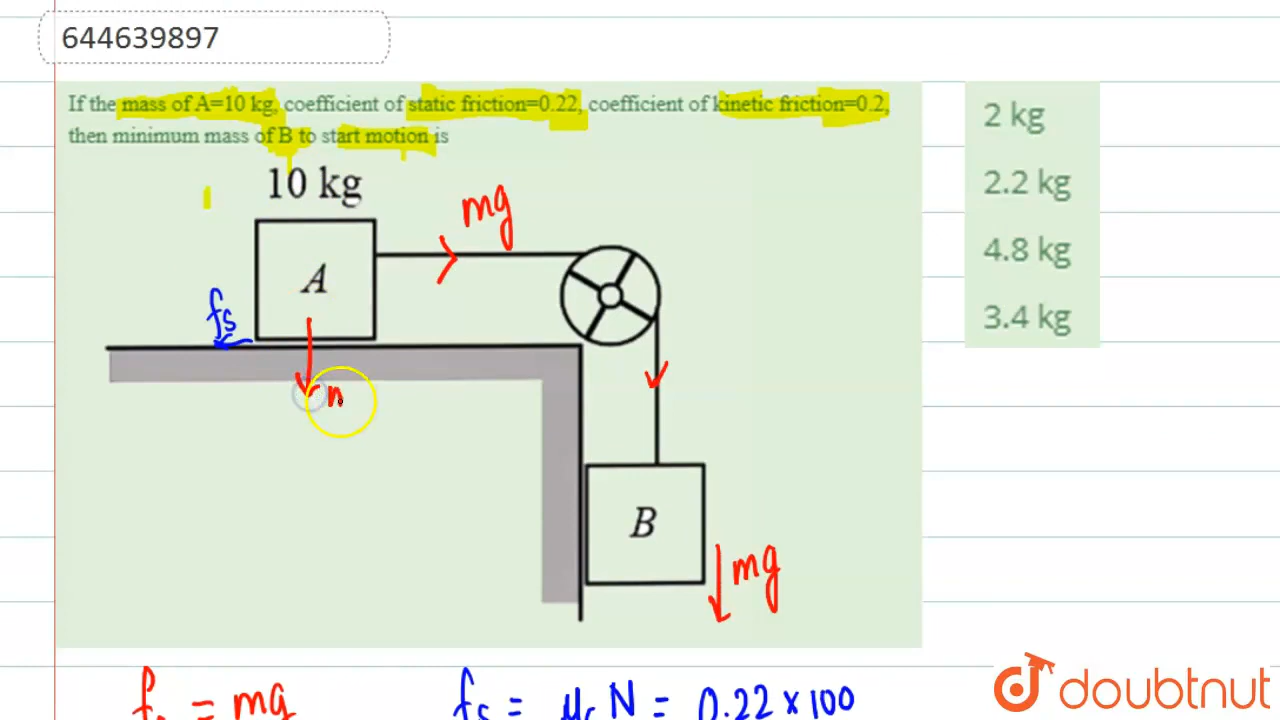 644639897
If the mass of A=10 kg, coefficient of static friction=0.22, coefficient of kinetic friction=0.2,
then minimum mass of B to start motion is
2 kg
2.2 kg
4.8 kg
3.4 kg
10 kg
mg
A
fs
B
mg
= mg
fs = N = 0.22×100
doubtnut